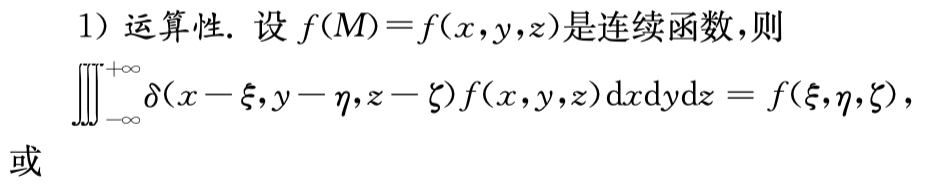 1) 运算性. 设 f(M)=f(x,y,z)是连续函数,则
∭₋∞⁺∞ δ(x－ξ,y－η,z－ζ)f(x,y,z)dxdydz = f(ξ,η,ζ),
或